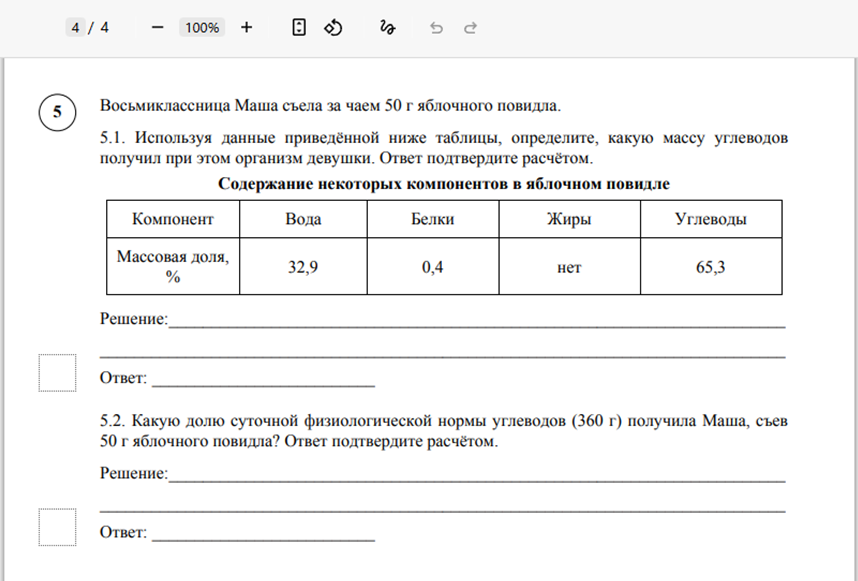 4 / 4 — 100% +
5
Восьмиклассница Маша съела за чаем 50 г яблочного повидла.
5.1. Используя данные приведённой ниже таблицы, определите, какую массу углеводов
получил при этом организм девушки. Ответ подтвердите расчётом.
Содержание некоторых компонентов в яблочном повидле
Компонент Вода Белки Жиры Углеводы
Массовая доля,
% 32,9 0,4 нет 65,3
Решение:
Ответ:
5.2. Какую долю суточной физиологической нормы углеводов (360 г) получила Маша, съев
50 г яблочного повидла? Ответ подтвердите расчётом.
Решение:
Ответ: